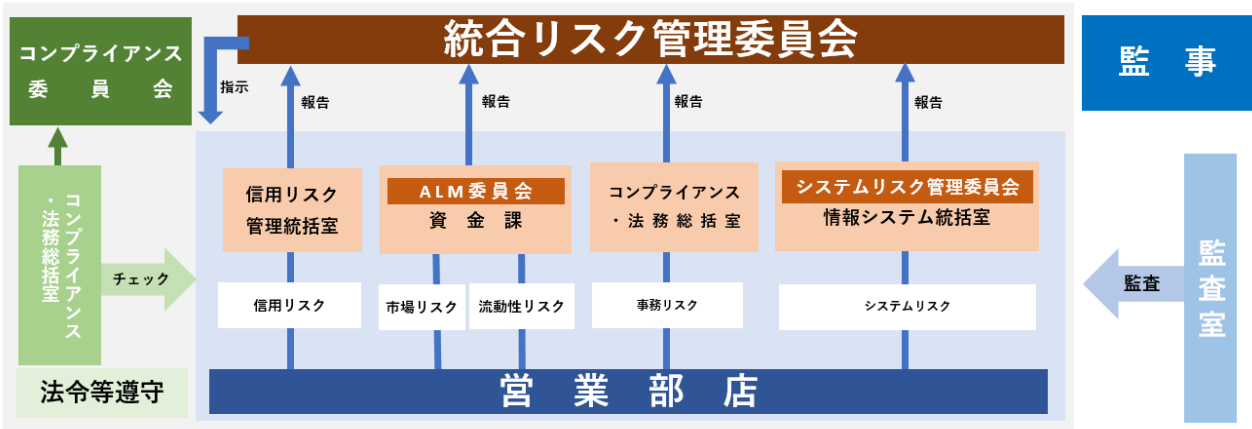 コンプライアンス
委員会
統合リスク管理委員会
監事
指示
報告
報告
報告
報告
コンプライアンス
・法務総括室
信用リスク
管理統括室
ALM委員会
資金課
コンプライアンス
・法務総括室
システムリスク管理委員会
情報システム統括室
チェック
信用リスク
市場リスク
流動性リスク
事務リスク
システムリスク
監査
監査室
法令等遵守
営業部店